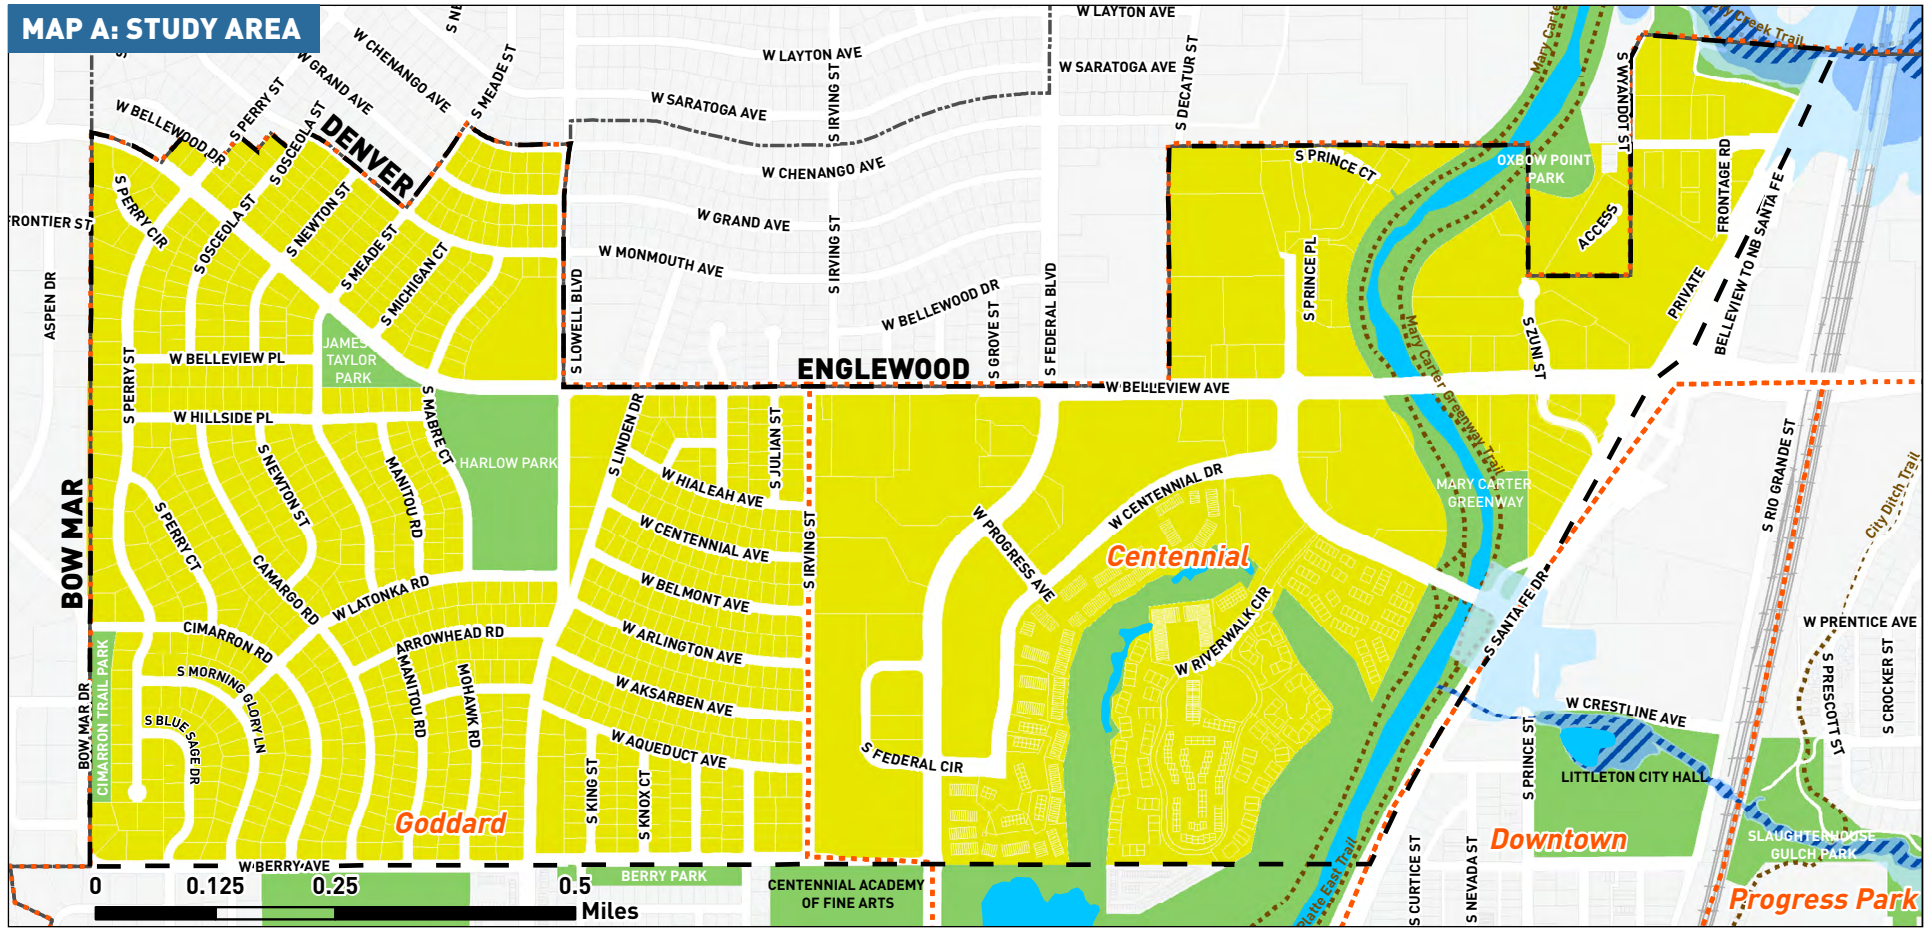 MAP A: STUDY AREA
W LAYTON AVE
W LAYTON AVE
W CHENANGO AVE
W GRAND AVE
S MEADE ST
S PERRY ST
W BELLEWOOD DR
S OSCEOLA ST
DENVER
W SARATOGA AVE
W SARATOGA AVE
S IRVING ST
S DECATUR ST
S WYANDOT ST
Creek Trail
Mary Carte
W CHENANGO AVE
S PRINCE CT
OXBOW POINT
PARK
FRONTAGE RD
ACCESS
PRIVATE
BELLEVIEW TO NB SANTA FE
FRONTIER ST
S PERRY CIR
S OSCEOLA ST
S NEWTON ST
S MEADE ST
S MICHIGAN CT
W GRAND AVE
S IRVING ST
W MONMOUTH AVE
W BELLEWOOD DR
S GROVE ST
S FEDERAL BLVD
S PRINCE PL
ASPEN DR
S LOWELL BLVD
Mary Carter Greenway Trail
S ZUNI ST
JAMES
TAYLOR
PARK
W BELLEVIEW PL
S PERRY ST
ENGLEWOOD
W BELLEVIEW AVE
W HILLSIDE PL
S MABRE CT
HARLOW PARK
S LINDEN DR
S JULIAN ST
W HIALEAH AVE
S NEWTON ST
MANITOU RD
S PERRY CT
BOW MAR
W CENTENNIAL AVE
S IRVING ST
W PROGRESS AVE
W CENTENNIAL DR
Centennial
MARY CARTER
GREENWAY
S RIO GRANDE ST
City Ditch Trail
CAMARGO RD
W LATONKA RD
W BELMONT AVE
W ARLINGTON AVE
W RIVERWALK CIR
S SANTA FE DR
W PRENTICE AVE
CIMARRON RD
ARROWHEAD RD
MANITOU RD
MOHAWK RD
S MORNING GLORY LN
S BLUE SAGE DR
CIMARRON TRAIL PARK
BOW MAR DR
W AKSARBEN AVE
W AQUEDUCT AVE
S KING ST
S KNOX CT
S FEDERAL CIR
W CRESTLINE AVE
S PRINCE ST
S PRESCOTT ST
S CROCKER ST
LITTLETON CITY HALL
Goddard
Downtown
SLAUGHTERHOUSE
GULCH PARK
Progress Park
W BERRY AVE
BERRY PARK
CENTENNIAL ACADEMY
OF FINE ARTS
Platte East Trail
S CURTICE ST
S NEVADA ST
0 0.125 0.25 0.5
Miles